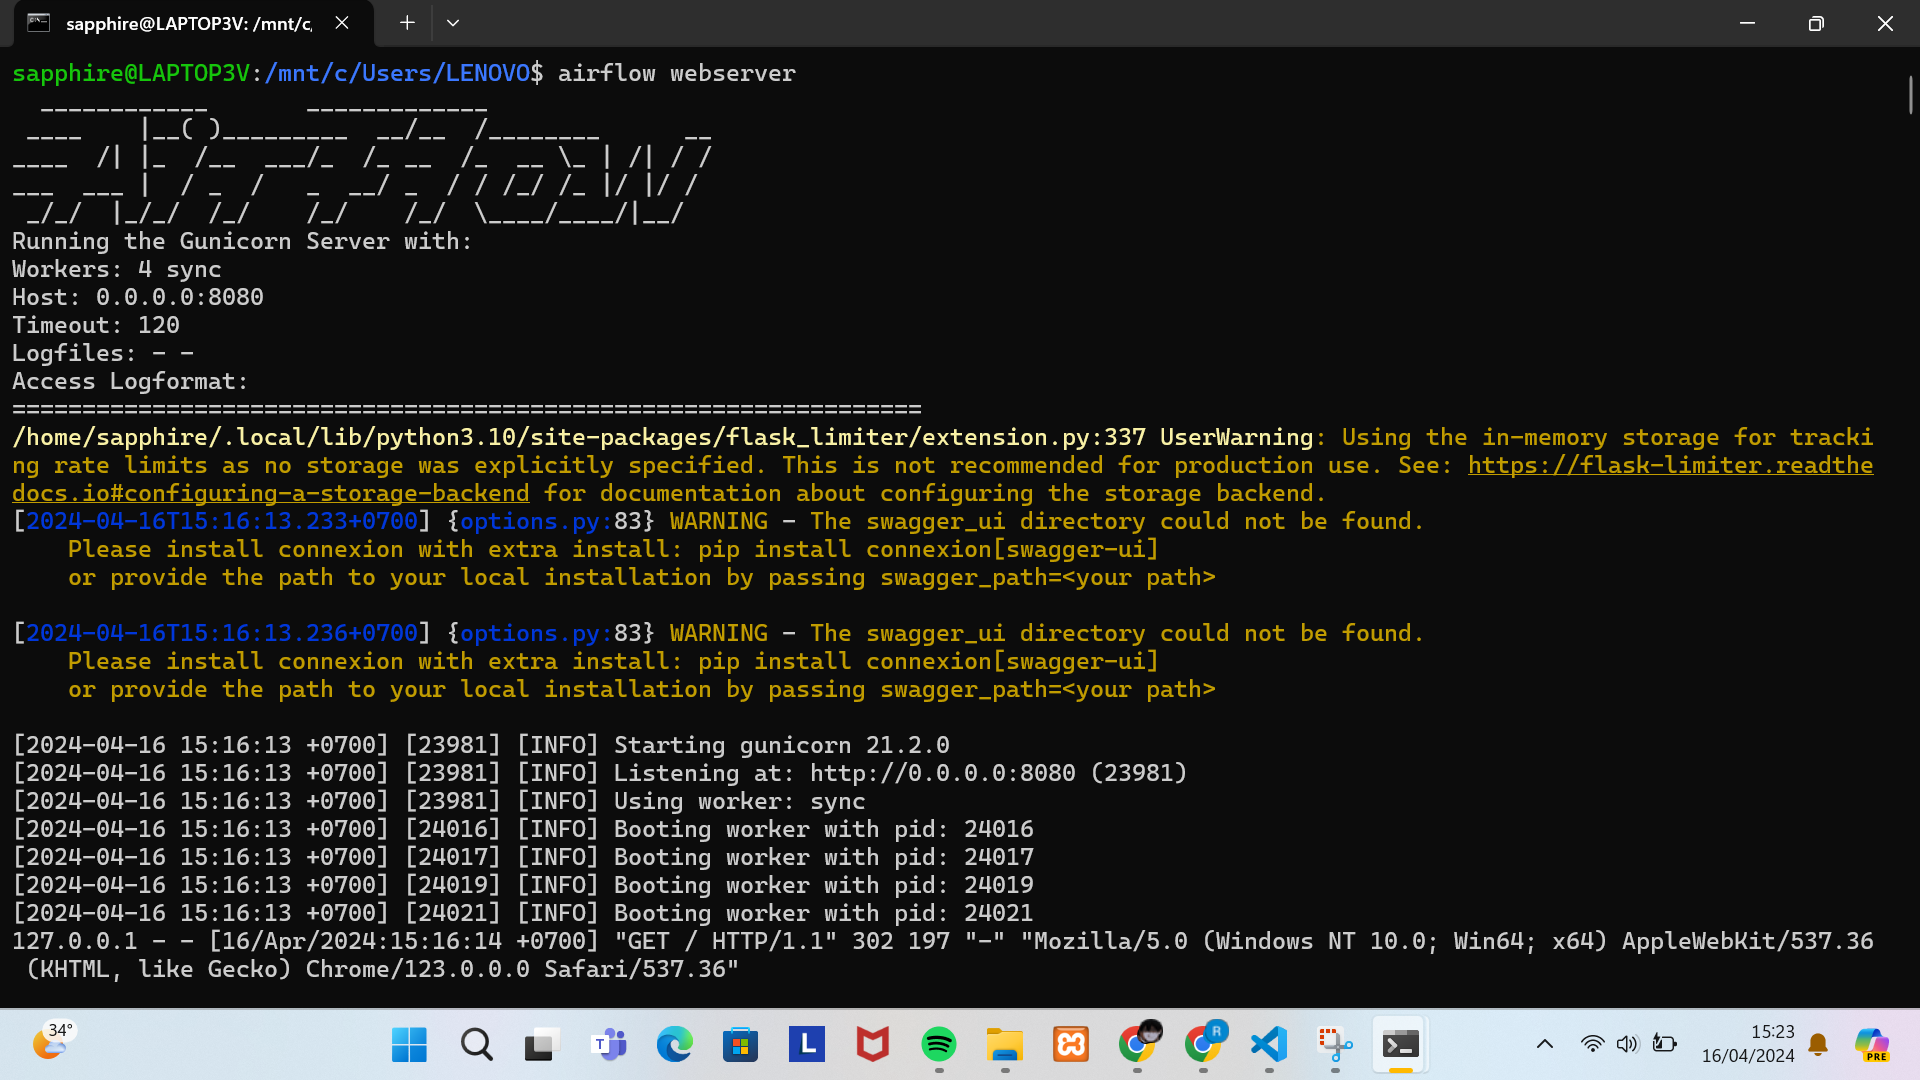 sapphire@LAPTOP3V: /mnt/c,
sapphire@LAPTOP3V:/mnt/c/Users/LENOVO$ airflow webserver
  ____________       _____________
 ____    |__( )_________  __/__  /________      __
____  /| |_  /__  ___/_  /_ __  /_  __ \_ | /| / /
___  ___ |  / _  /   _  __/ _  / / /_/ /_ |/ |/ /
 _/_/  |_/_/  /_/    /_/    /_/  \____/____/|__/
Running the Gunicorn Server with:
Workers: 4 sync
Host: 0.0.0.0:8080
Timeout: 120
Logfiles: - -
Access Logformat:
=================================================================
/home/sapphire/.local/lib/python3.10/site-packages/flask_limiter/extension.py:337 UserWarning: Using the in-memory storage for tracki
ng rate limits as no storage was explicitly specified. This is not recommended for production use. See: https://flask-limiter.readthe
docs.io#configuring-a-storage-backend for documentation about configuring the storage backend.
[2024-04-16T15:16:13.233+0700] {options.py:83} WARNING - The swagger_ui directory could not be found.
    Please install connexion with extra install: pip install connexion[swagger-ui]
    or provide the path to your local installation by passing swagger_path=<your path>
[2024-04-16T15:16:13.236+0700] {options.py:83} WARNING - The swagger_ui directory could not be found.
    Please install connexion with extra install: pip install connexion[swagger-ui]
    or provide the path to your local installation by passing swagger_path=<your path>
[2024-04-16 15:16:13 +0700] [23981] [INFO] Starting gunicorn 21.2.0
[2024-04-16 15:16:13 +0700] [23981] [INFO] Listening at: http://0.0.0.0:8080 (23981)
[2024-04-16 15:16:13 +0700] [23981] [INFO] Using worker: sync
[2024-04-16 15:16:13 +0700] [24016] [INFO] Booting worker with pid: 24016
[2024-04-16 15:16:13 +0700] [24017] [INFO] Booting worker with pid: 24017
[2024-04-16 15:16:13 +0700] [24019] [INFO] Booting worker with pid: 24019
[2024-04-16 15:16:13 +0700] [24021] [INFO] Booting worker with pid: 24021
127.0.0.1 - - [16/Apr/2024:15:16:14 +0700] "GET / HTTP/1.1" 302 197 "-" "Mozilla/5.0 (Windows NT 10.0; Win64; x64) AppleWebKit/537.36
 (KHTML, like Gecko) Chrome/123.0.0.0 Safari/537.36"
34°
T
L
R
15:23
16/04/2024
PRE